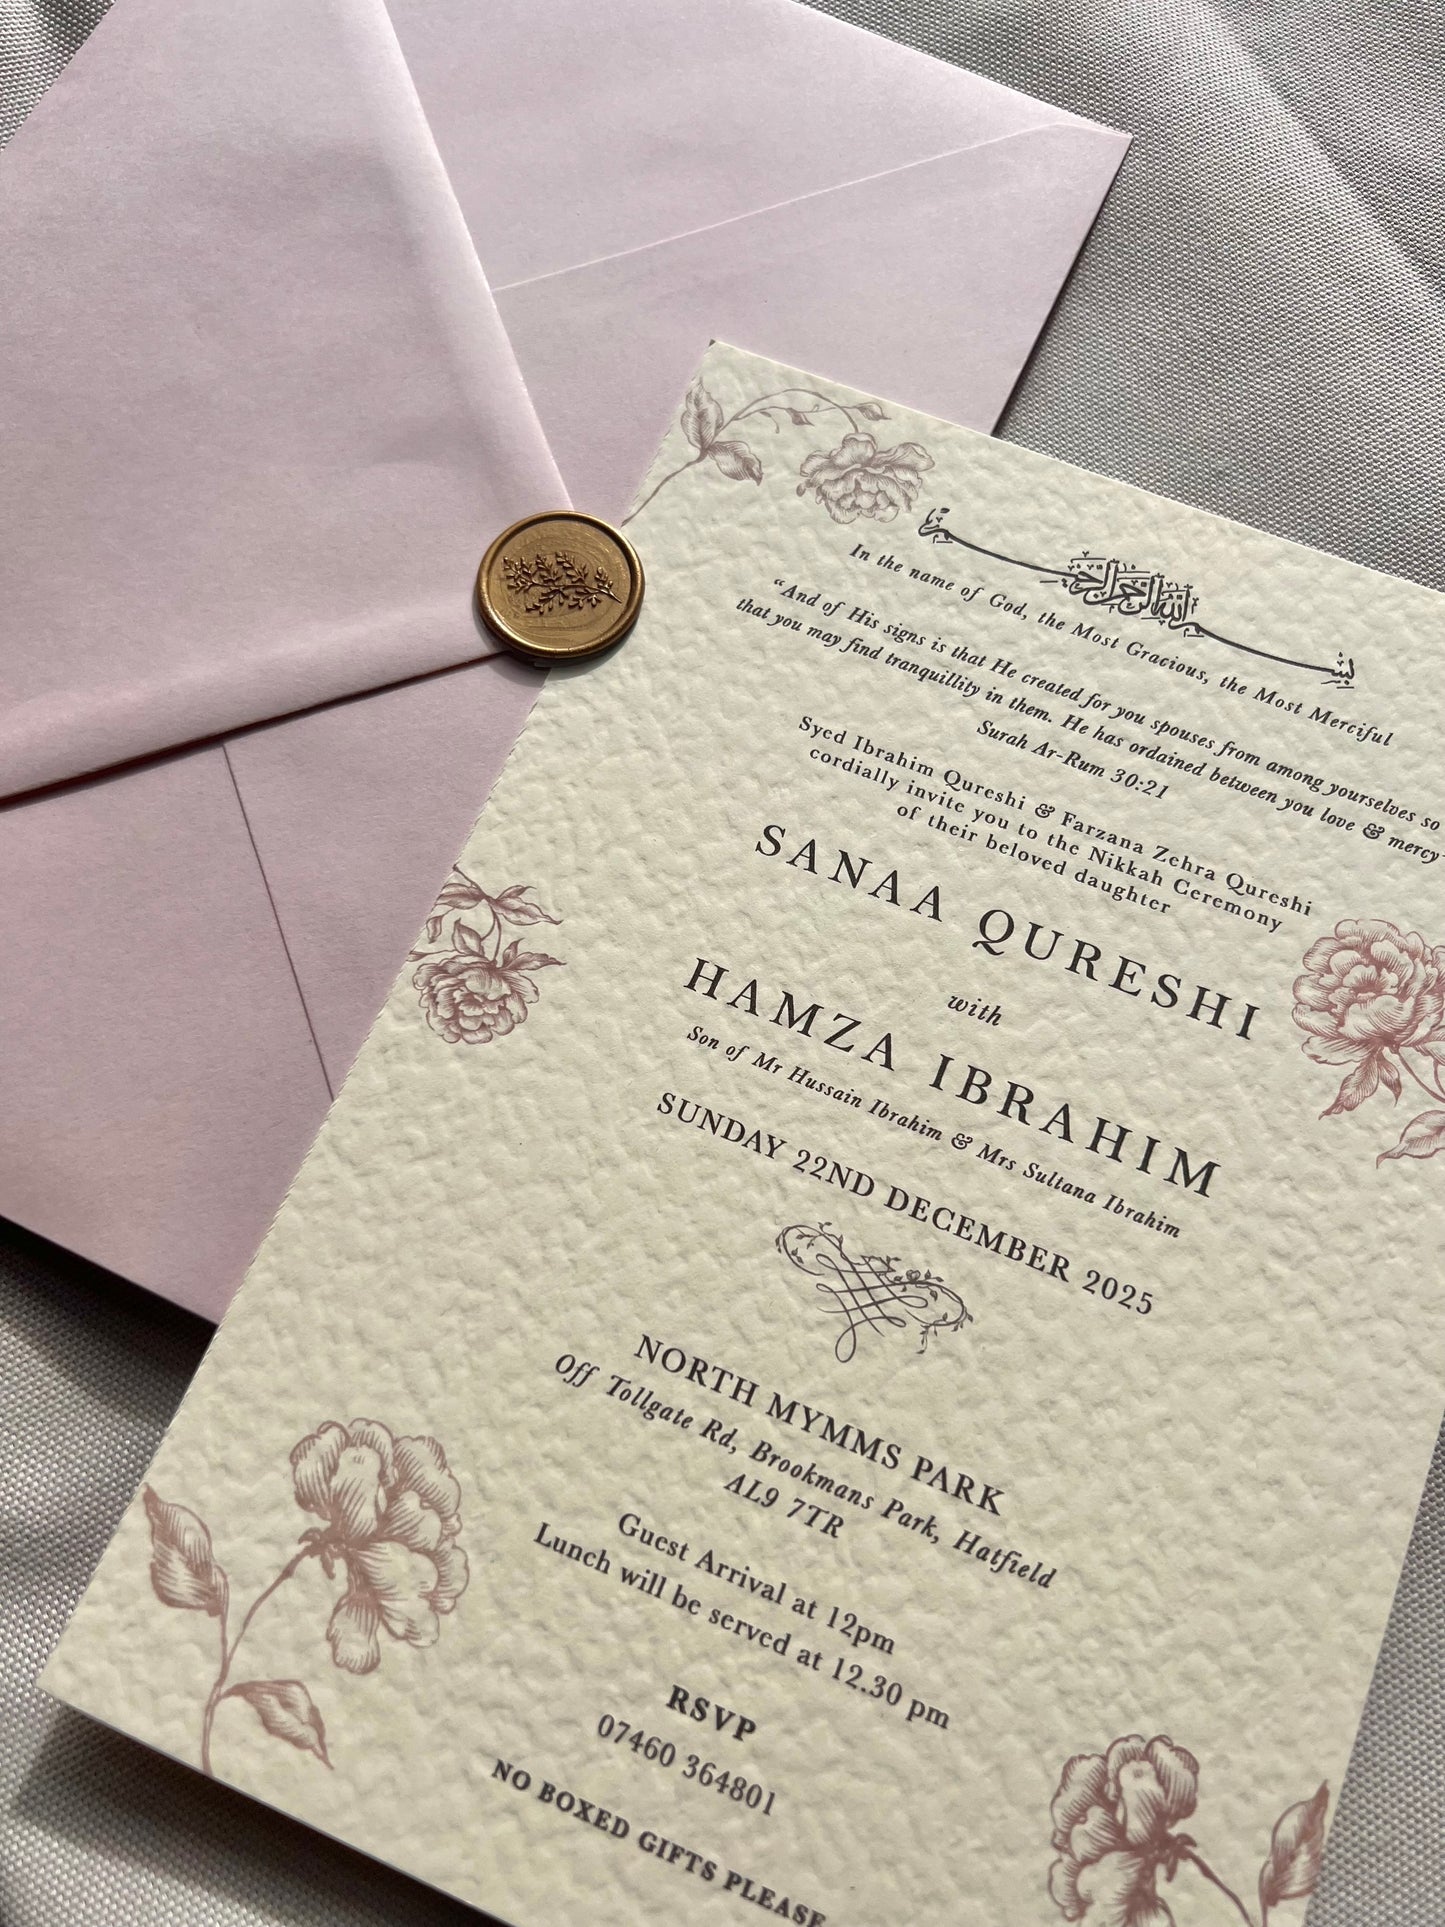 بسم الله الرحمن الرحيم
In the name of God, the Most Gracious, the Most Merciful
“And of His signs is that He created for you spouses from among yourselves so
that you may find tranquillity in them. He has ordained between you love & mercy
Surah Ar-Rum 30:21
Syed Ibrahim Qureshi & Farzana Zehra Qureshi
cordially invite you to the Nikkah Ceremony
of their beloved daughter
SANAA QURESHI
with
HAMZA IBRAHIM
Son of Mr Hussain Ibrahim & Mrs Sultana Ibrahim
SUNDAY 22ND DECEMBER 2025
NORTH MYMMS PARK
Off Tollgate Rd, Brookmans Park, Hatfield
AL9 7TR
Guest Arrival at 12pm
Lunch will be served at 12.30 pm
RSVP
07460 364801
NO BOXED GIFTS PLEASE